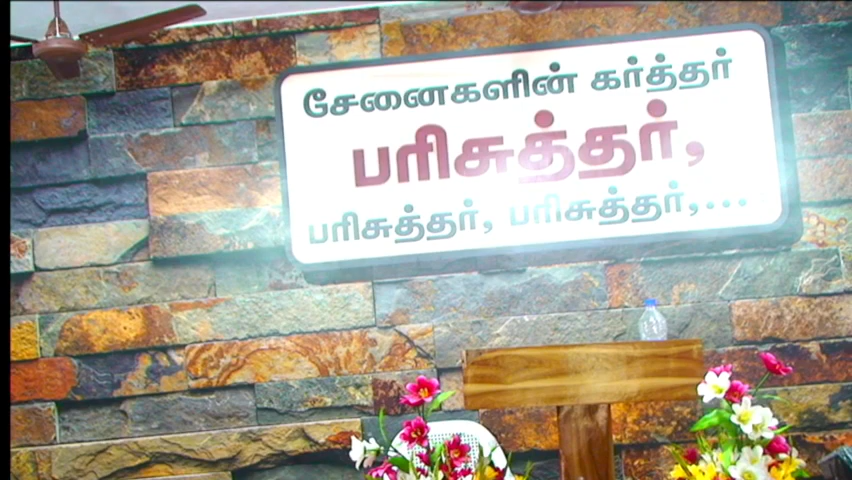 சேனைகளின் கர்த்தர்
பரிசுத்தர்,
பரிசுத்தர், பரிசுத்தர்,...